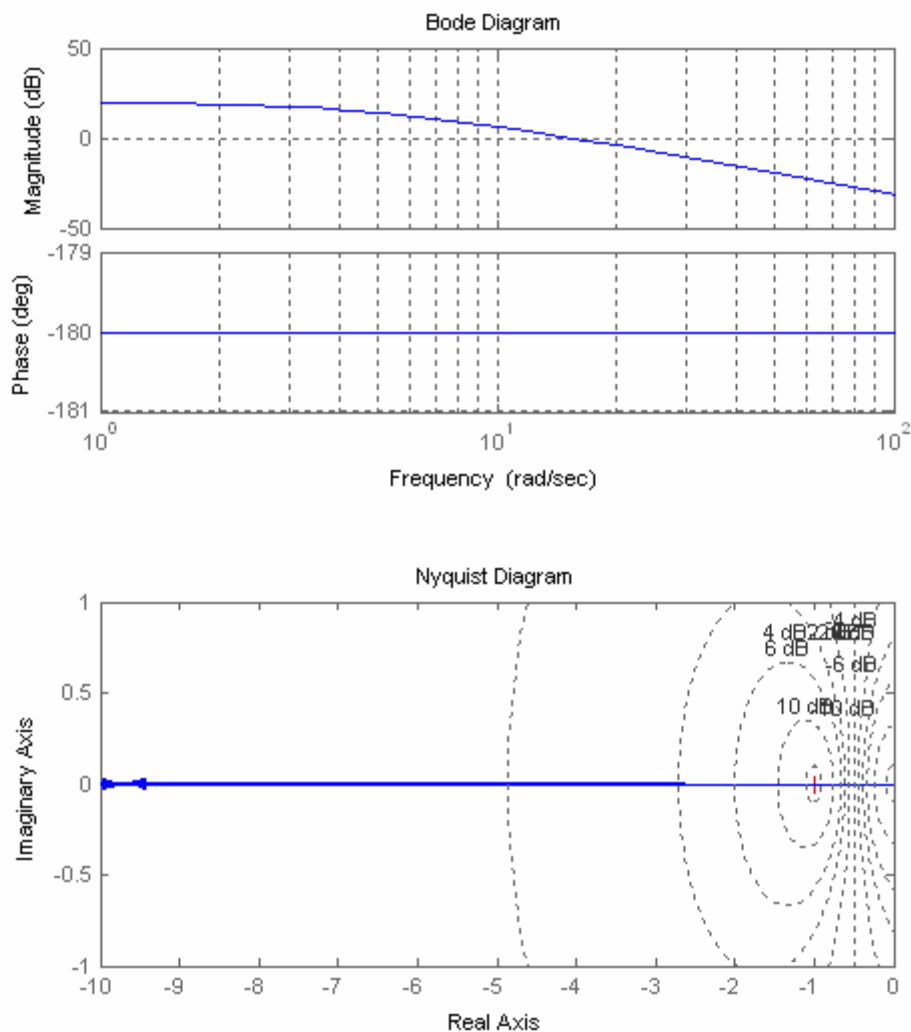 Bode Diagram
Magnitude (dB)
50
0
-50
Phase (deg)
-179
-180
-181
10^0 10^1 10^2
Frequency (rad/sec)
Nyquist Diagram
Imaginary Axis
1
0.5
0
-0.5
-1
4 dB
6 dB
10 dB
-4 dB
-6 dB
-10 -9 -8 -7 -6 -5 -4 -3 -2 -1 0
Real Axis